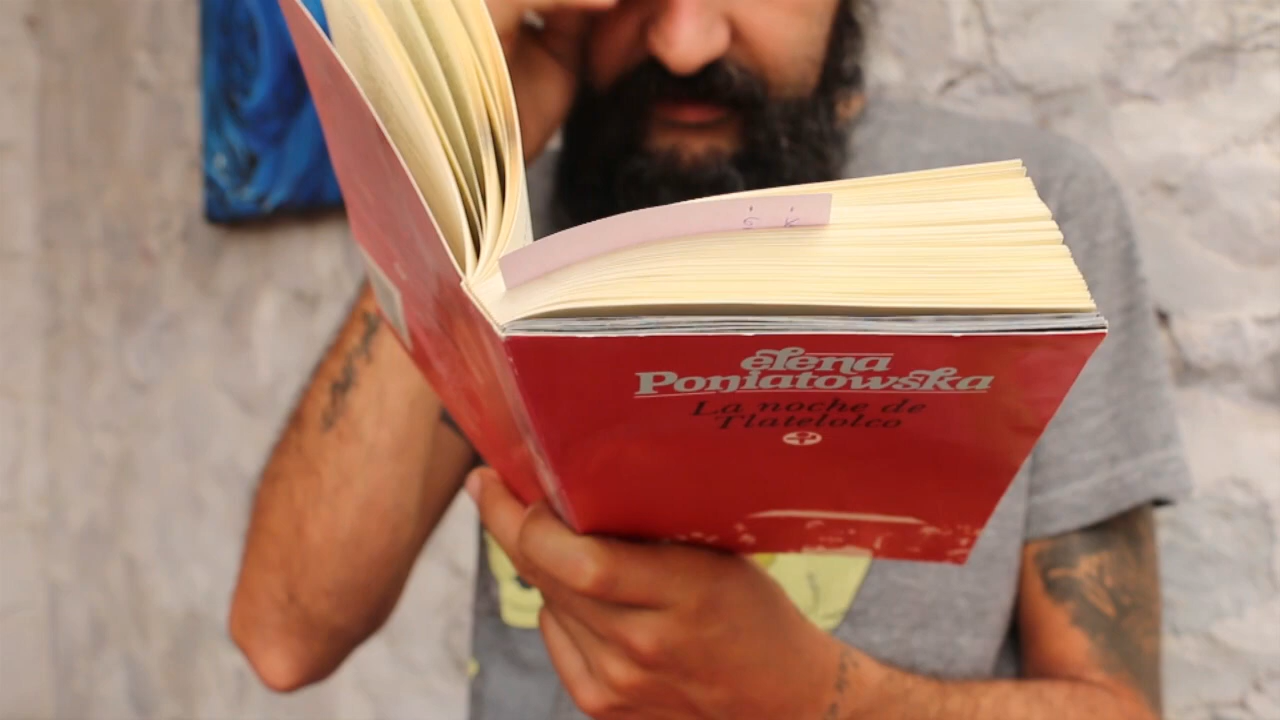 elena
Poniatowska
La noche de
Tlatelolco